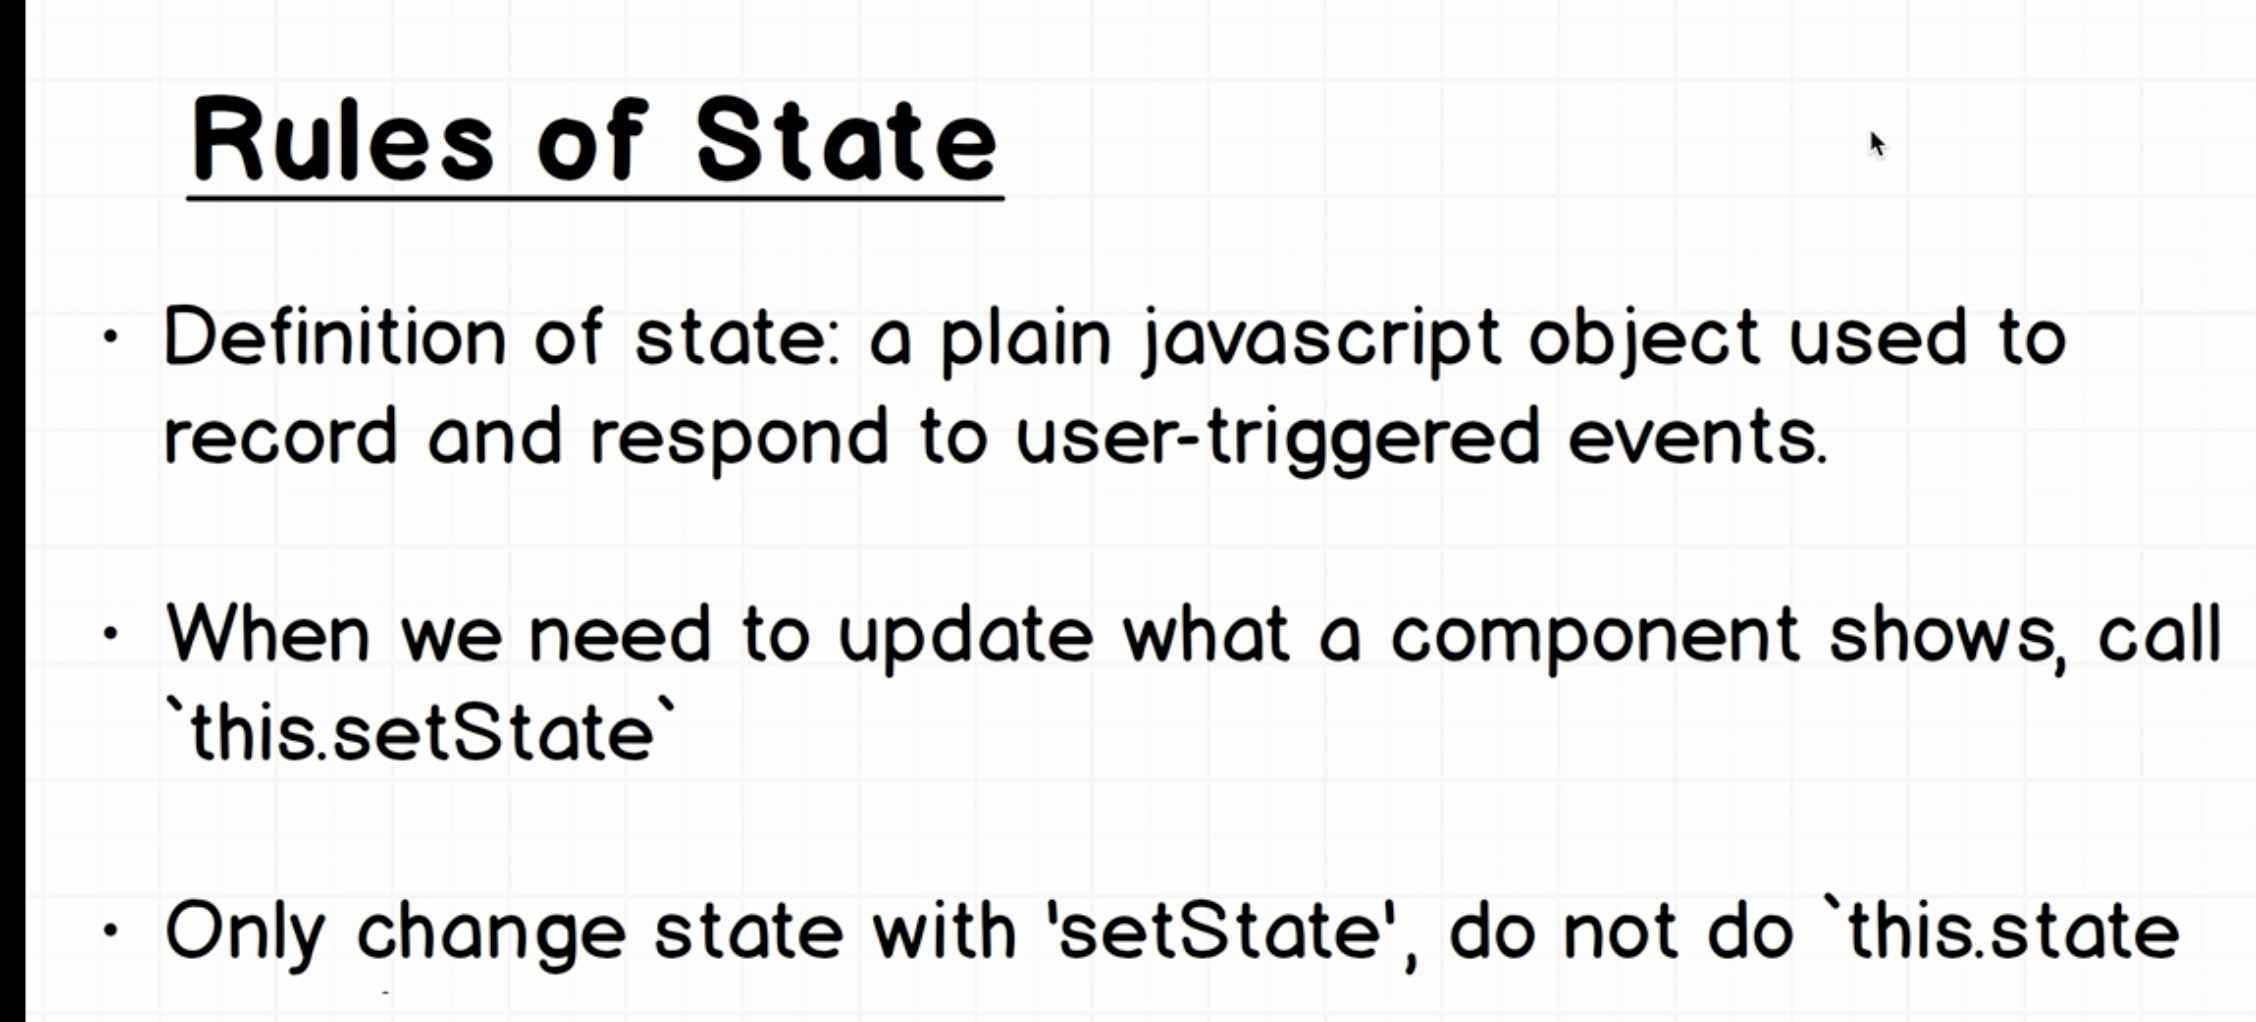 Rules of State
• Definition of state: a plain javascript object used to
record and respond to user-triggered events.
• When we need to update what a component shows, call
`this.setState`
• Only change state with 'setState', do not do `this.state